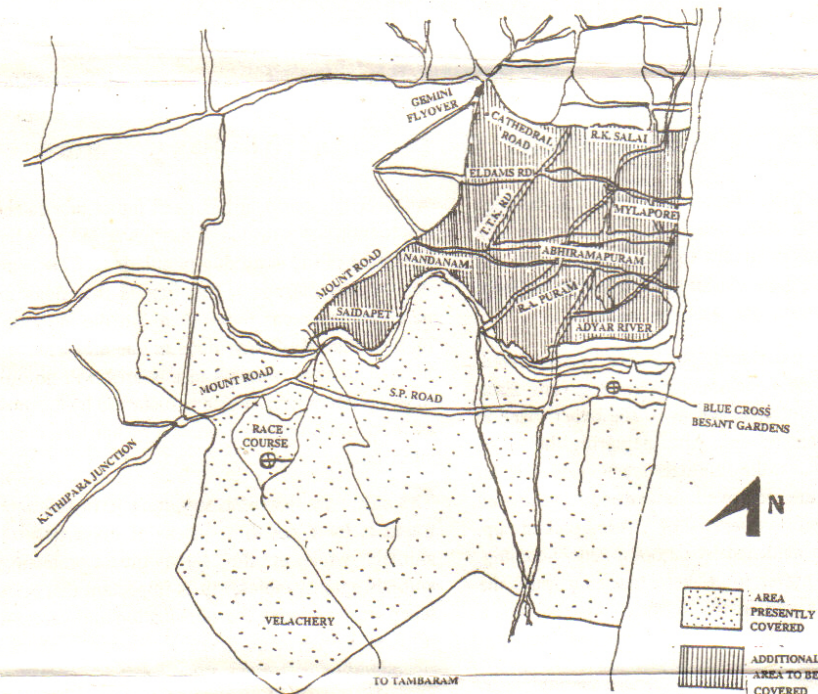 GEMINI
FLYOVER
CATHEDRAL
ROAD
R.K. SALAI
ELDAMS RD
T.T.K. RD
MYLAPORE
ABHIRAMAPURAM
NANDANAM
MOUNT ROAD
R.A. PURAM
SAIDAPET
ADYAR RIVER
MOUNT ROAD
S.P. ROAD
BLUE CROSS
BESANT GARDENS
RACE
COURSE
KATHIPARA JUNCTION
N
AREA
PRESENTLY
COVERED
VELACHERY
ADDITIONAL
AREA TO BE
COVERED
TO TAMBARAM